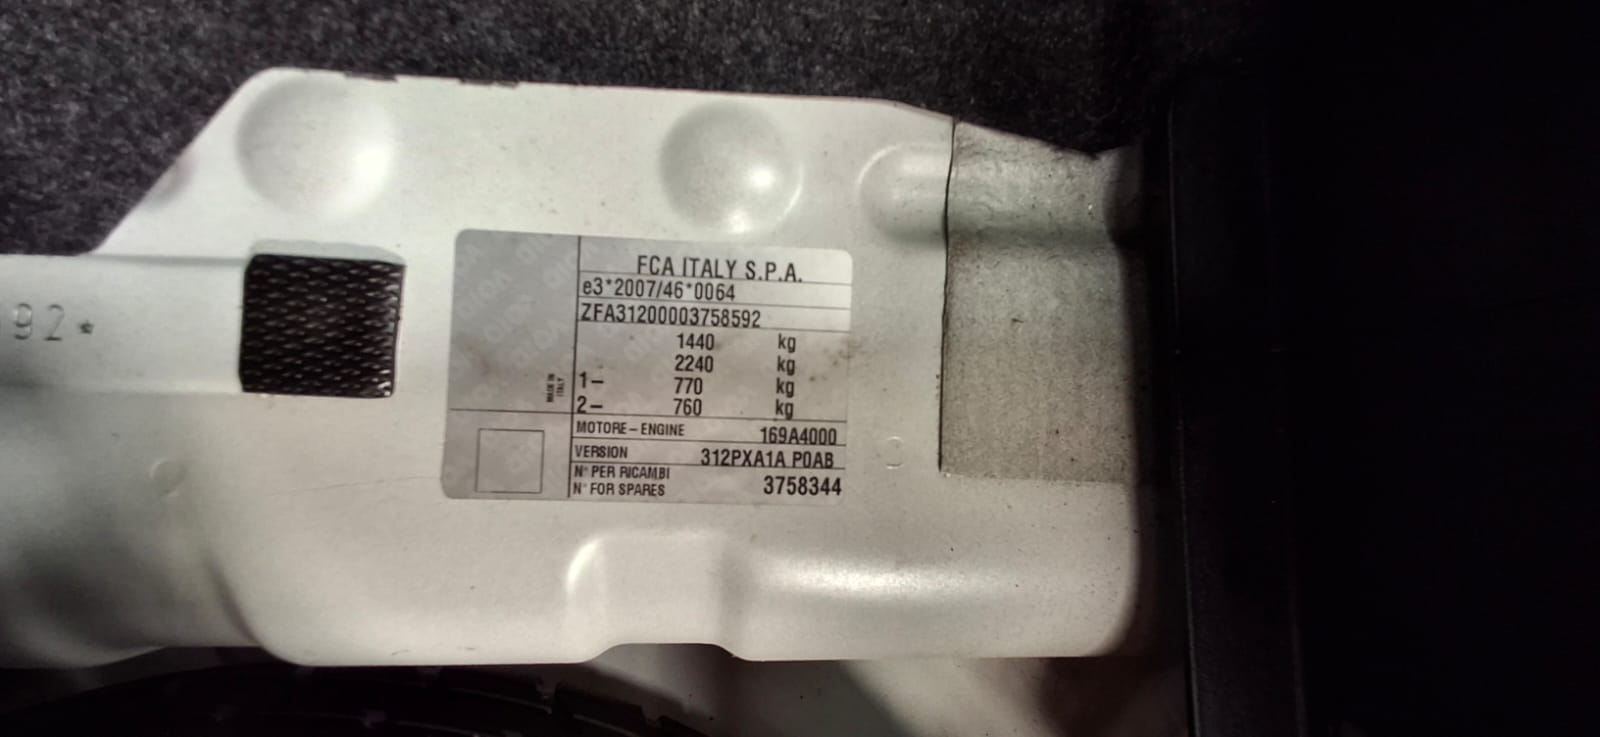 92*
FCA ITALY S.P.A.
e3*2007/46*0064
ZFA31200003758592
1440 kg
2240 kg
1- 770 kg
2- 760 kg
MADE IN
ITALY
MOTORE-ENGINE 169A4000
VERSION 312PXA1A P0AB
N° PER RICAMBI
N° FOR SPARES 3758344